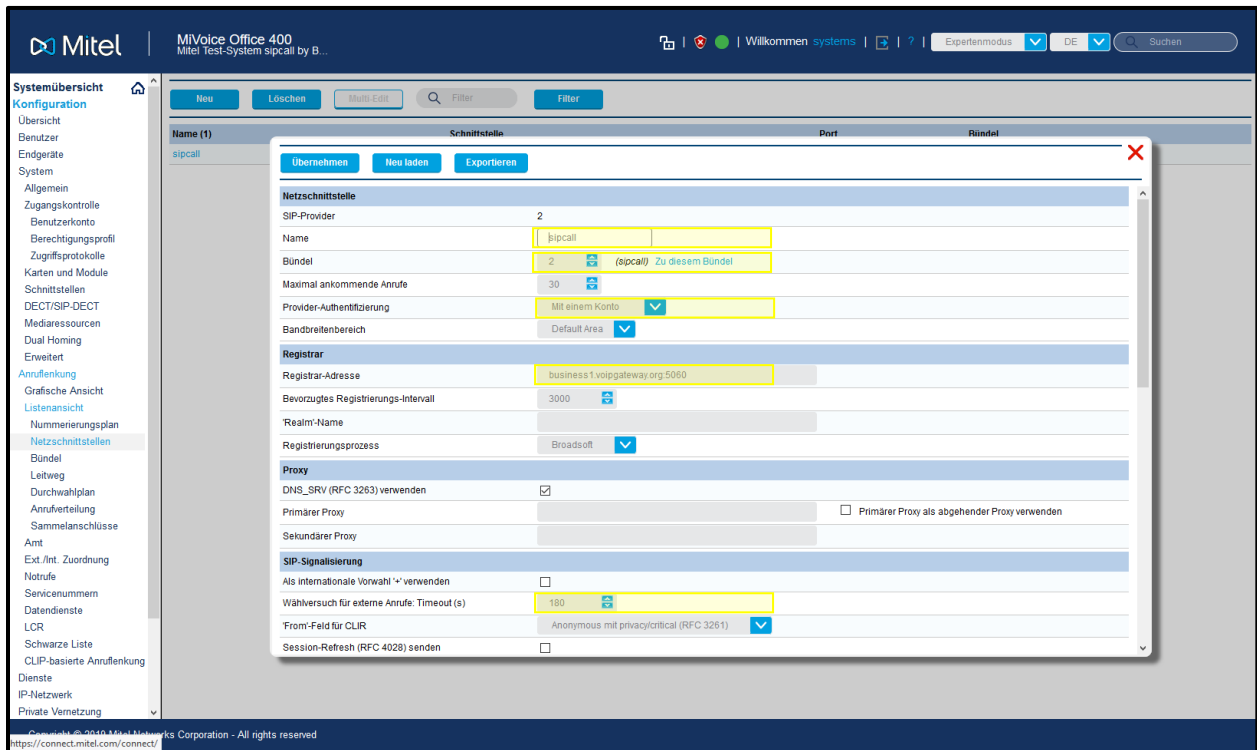 Mitel
MiVoice Office 400
Mitel Test-System sipcall by B...
Willkommen systems
?
Expertenmodus
DE
Suchen
Systemübersicht
Konfiguration
Übersicht
Benutzer
Endgeräte
System
Allgemein
Zugangskontrolle
Benutzerkonto
Berechtigungsprofil
Zugriffsprotokolle
Karten und Module
Schnittstellen
DECT/SIP-DECT
Mediaressourcen
Dual Homing
Erweitert
Anruflenkung
Grafische Ansicht
Listenansicht
Nummerierungsplan
Netzschnittstellen
Bündel
Leitweg
Durchwahlplan
Anrufverteilung
Sammelanschlüsse
Amt
Ext./Int. Zuordnung
Notrufe
Servicenummern
Datendienste
LCR
Schwarze Liste
CLIP-basierte Anruflenkung
Dienste
IP-Netzwerk
Private Vernetzung
Neu Löschen Multi-Edit Filter Filter
Name (1) Schnittstelle Port Bündel
sipcall
Übernehmen Neu laden Exportieren
Netzschnittstelle
SIP-Provider 2
Name sipcall
Bündel 2 (sipcall) Zu diesem Bündel
Maximal ankommende Anrufe 30
Provider-Authentifizierung Mit einem Konto
Bandbreitenbereich Default Area
Registrar
Registrar-Adresse business1.voipgateway.org:5060
Bevorzugtes Registrierungs-Intervall 3000
'Realm'-Name
Registrierungsprozess Broadsoft
Proxy
DNS_SRV (RFC 3263) verwenden
Primärer Proxy Primärer Proxy als abgehender Proxy verwenden
Sekundärer Proxy
SIP-Signalisierung
Als internationale Vorwahl '+' verwenden
Wählversuch für externe Anrufe: Timeout (s) 180
'From'-Feld für CLIR Anonymous mit privacy/critical (RFC 3261)
Session-Refresh (RFC 4028) senden
Copyright © 2019 Mitel Networks Corporation - All rights reserved
https://connect.mitel.com/connect/